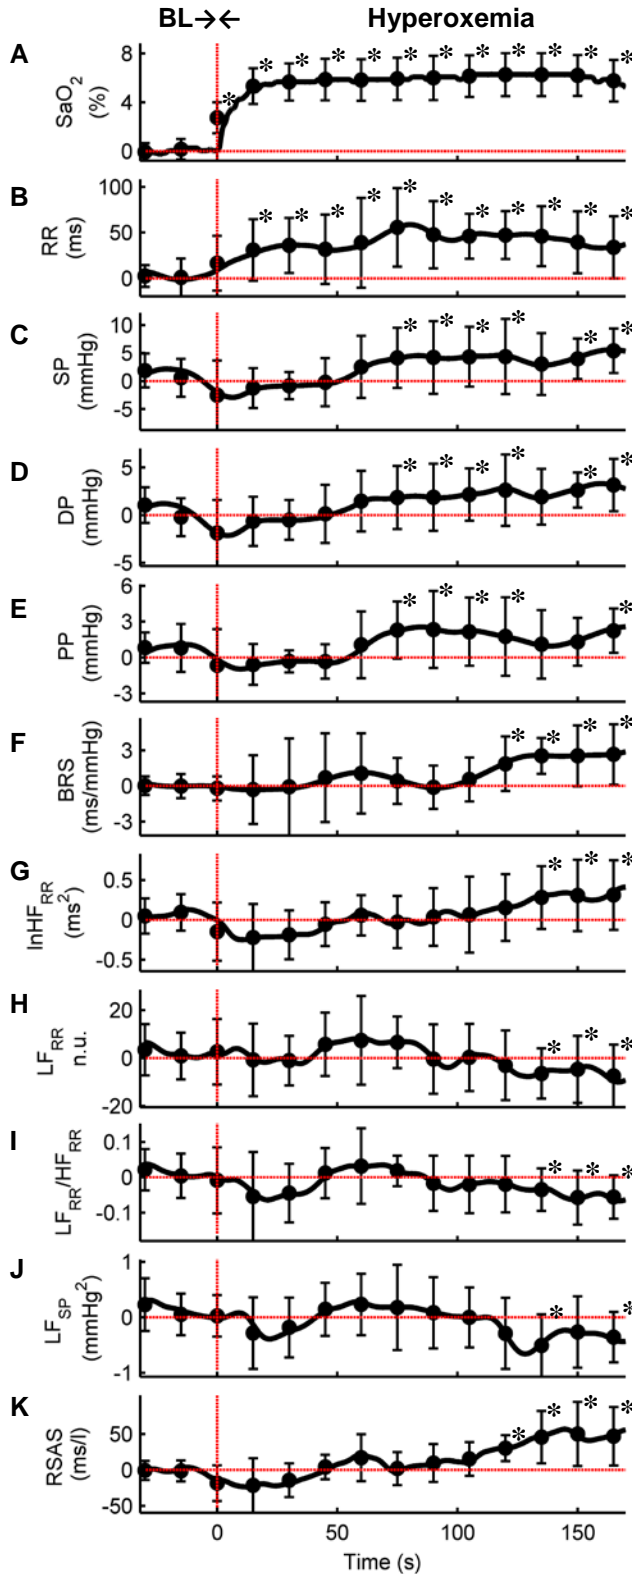 BL→← Hyperoxemia
A
SaO2 (%)
8
4
0
* * * * * * * * * * * *
B
RR (ms)
100
50
0
* * * * * * * * * * *
C
SP (mmHg)
10
5
0
-5
* * * * * *
D
DP (mmHg)
5
0
-5
* * * * * *
E
PP (mmHg)
6
3
0
-3
* * * * *
F
BRS (ms/mmHg)
3
0
-3
* * * *
G
lnHFRR (ms2)
0.5
0
-0.5
* * *
H
LFRR n.u.
20
0
-20
* * *
I
LFRR/HFRR
0.1
0
-0.1
* * *
J
LFSP (mmHg2)
1
0
-1
* *
K
RSAS (ms/l)
50
0
-50
* * * *
0 50 100 150
Time (s)